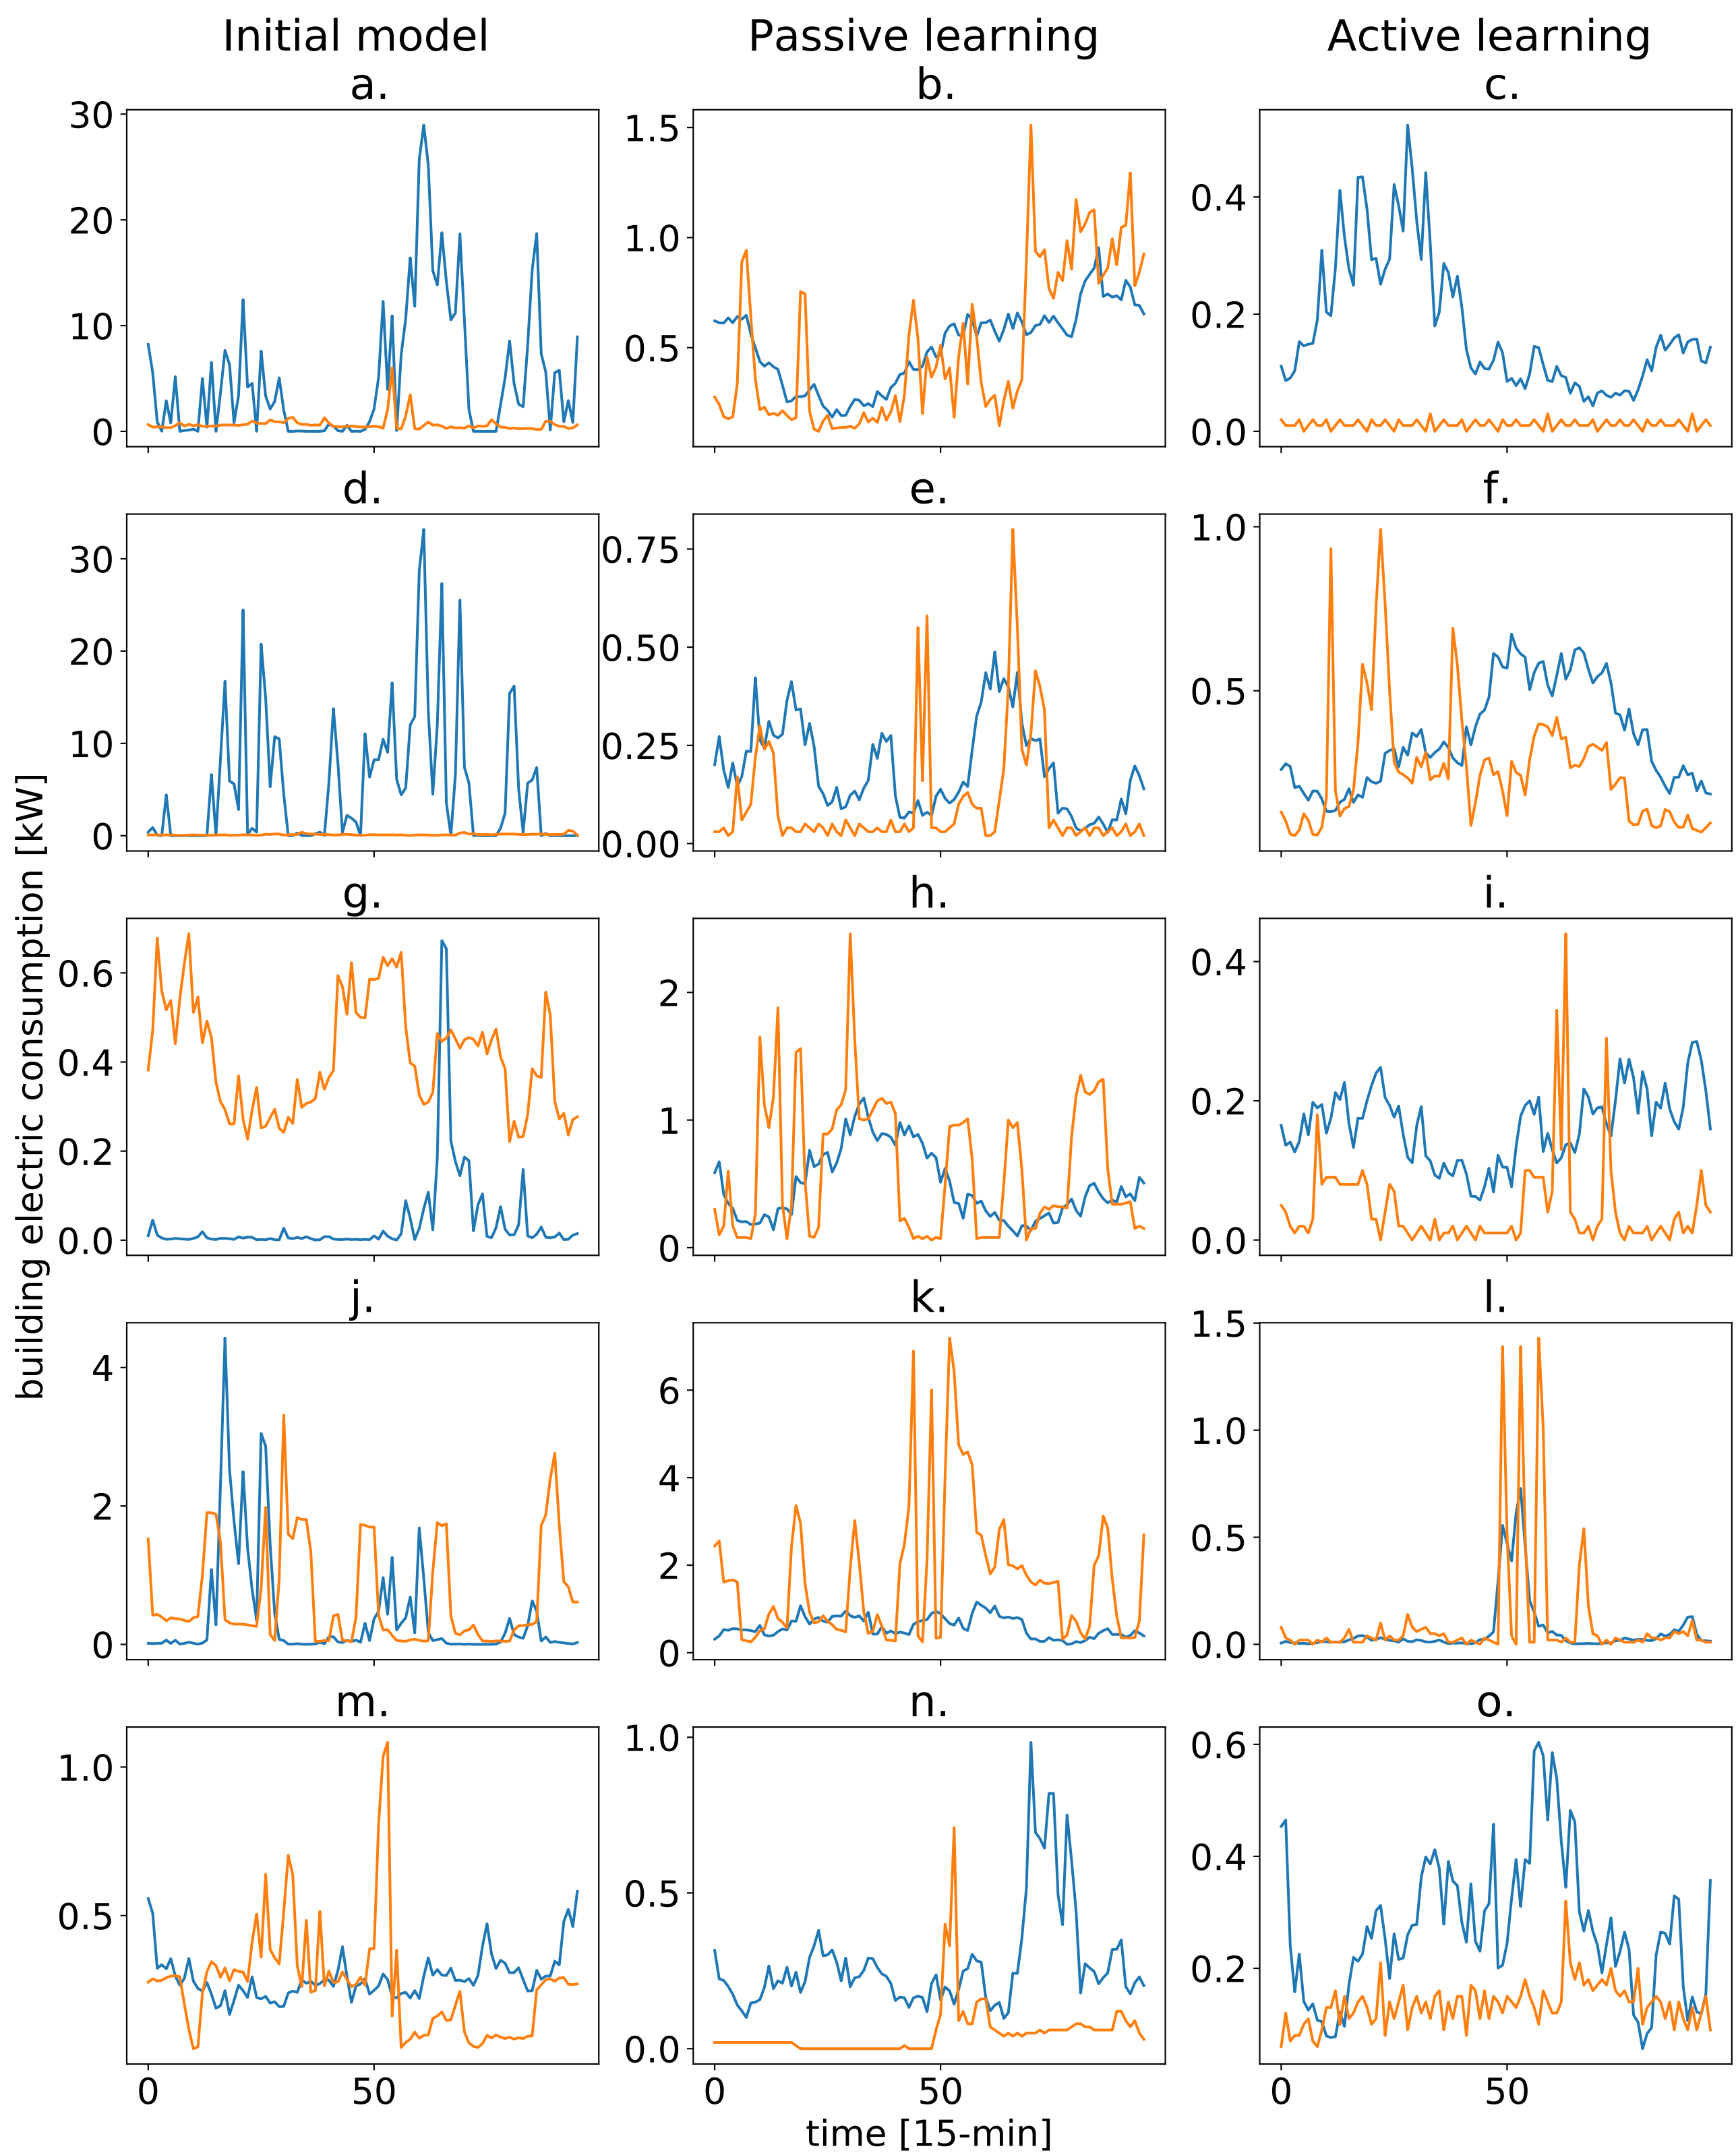 Initial model Passive learning Active learning
a. b. c.
30 1.5
20 1.0 0.4
10 0.5 0.2
0 0.0
d. e. f.
30 0.75 1.0
20 0.50 0.5
10 0.25
0 0.00
g. h. i.
0.6 2 0.4
0.4 1 0.2
0.2
0.0 0 0.0
building electric consumption [kW]
j. k. l.
4 6 1.5
2 4 1.0
2 0.5
0 0 0.0
m. n. o.
1.0 1.0 0.6
0.5 0.5 0.4
0.0 0.2
0 50 0 50 0 50
time [15-min]